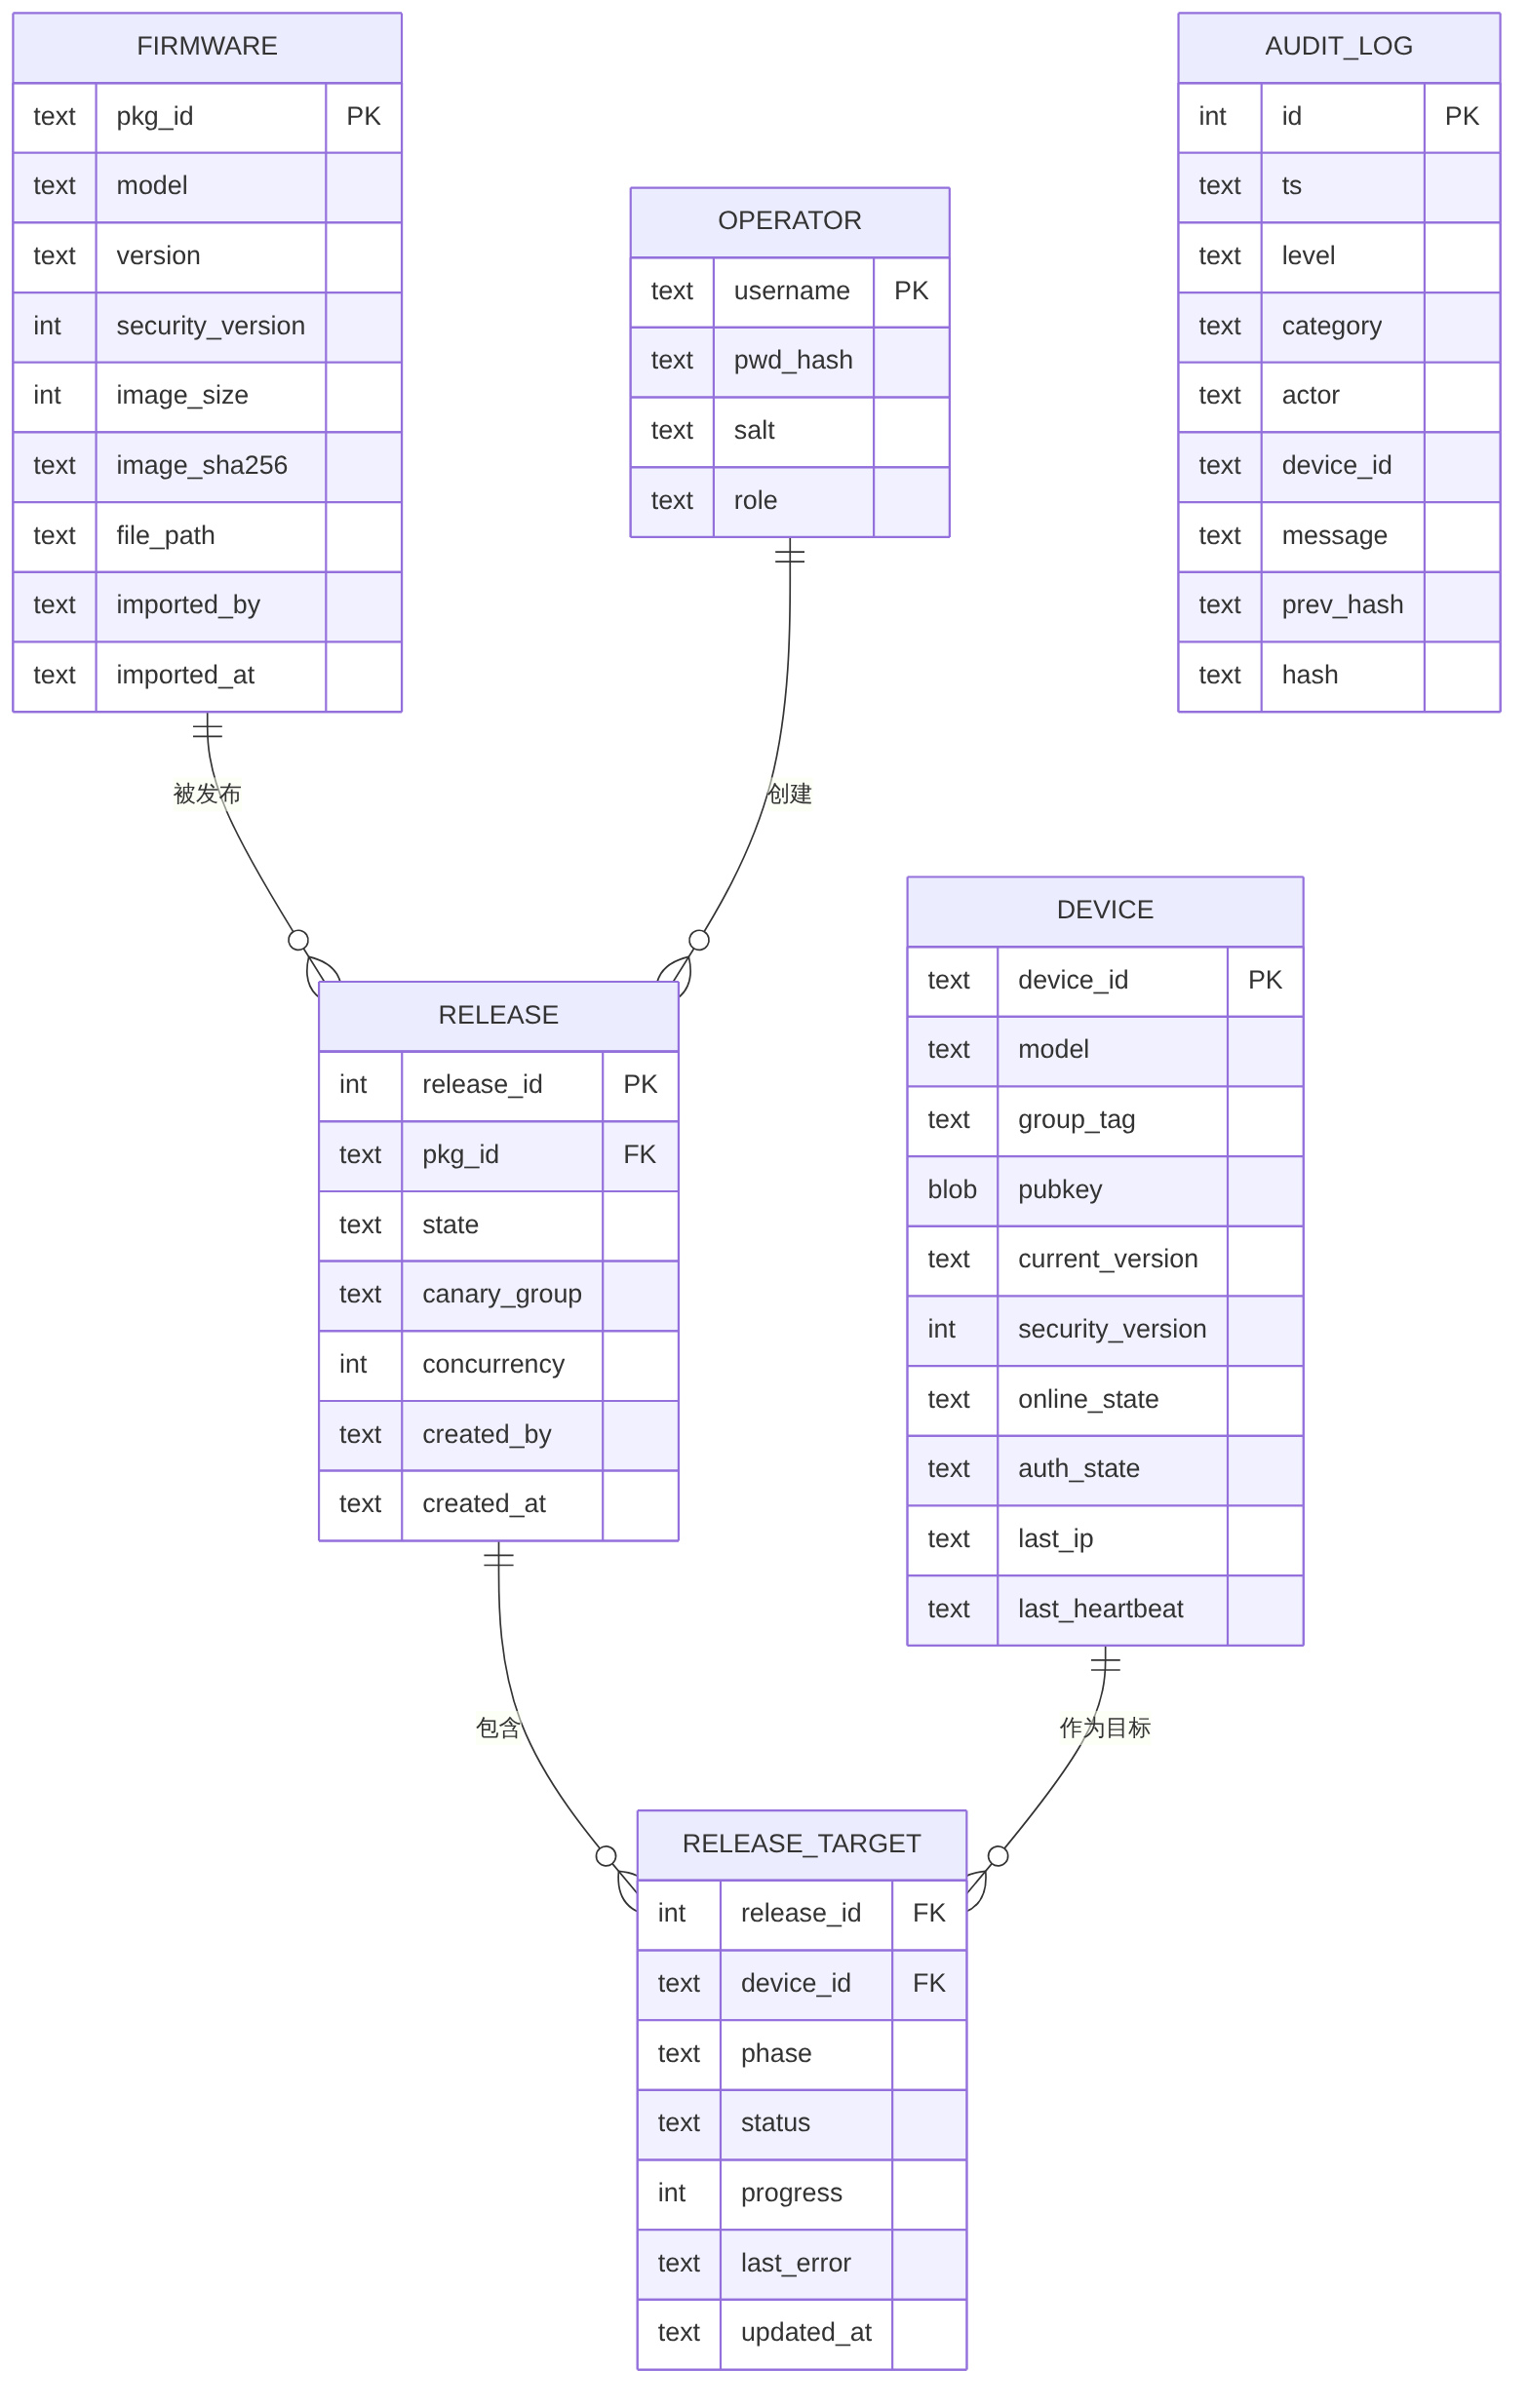 FIRMWARE
text pkg_id PK
text model
text version
int security_version
int image_size
text image_sha256
text file_path
text imported_by
text imported_at
OPERATOR
text username PK
text pwd_hash
text salt
text role
AUDIT_LOG
int id PK
text ts
text level
text category
text actor
text device_id
text message
text prev_hash
text hash
被发布
创建
RELEASE
int release_id PK
text pkg_id FK
text state
text canary_group
int concurrency
text created_by
text created_at
DEVICE
text device_id PK
text model
text group_tag
blob pubkey
text current_version
int security_version
text online_state
text auth_state
text last_ip
text last_heartbeat
包含
作为目标
RELEASE_TARGET
int release_id FK
text device_id FK
text phase
text status
int progress
text last_error
text updated_at